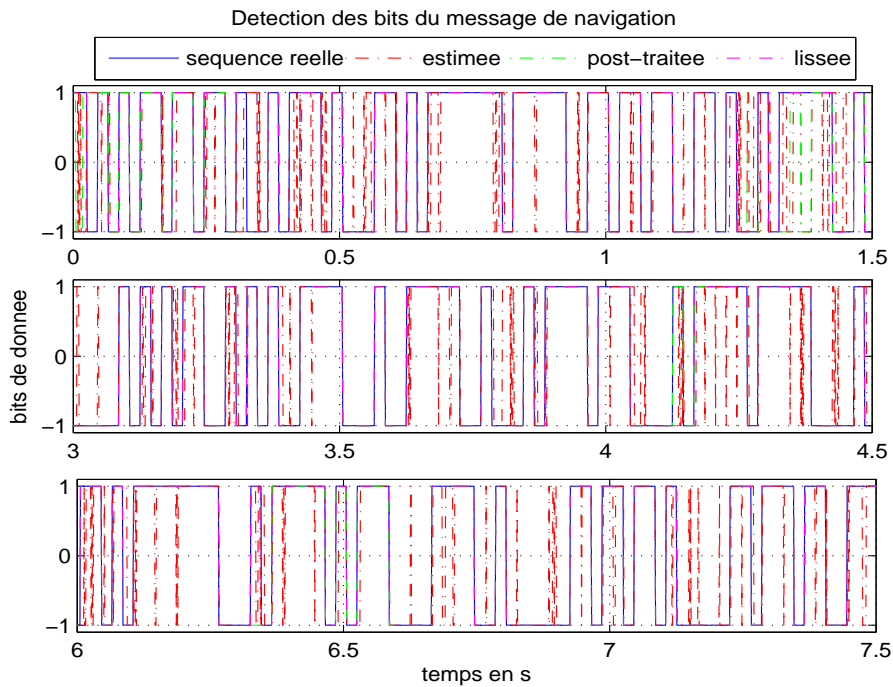 Detection des bits du message de navigation
sequence reelle estimee post-traitee lissee
1
0
−1
0 0.5 1 1.5
1
0
−1
3 3.5 4 4.5
bits de donnee
1
0
−1
6 6.5 7 7.5
temps en s